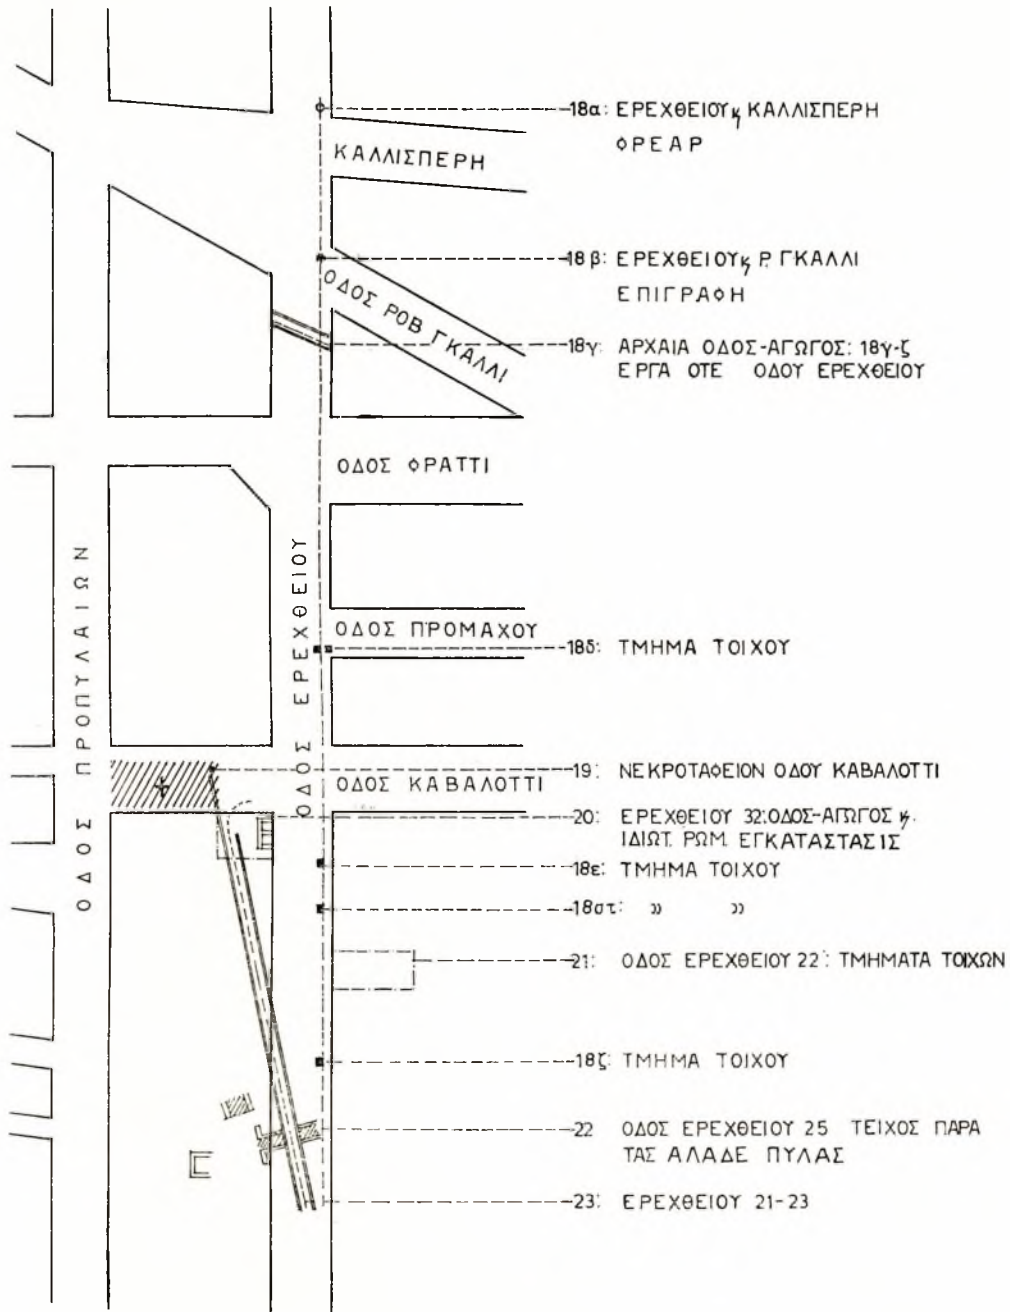 18α: ΕΡΕΧΘΕΙΟΥ ϗ ΚΑΛΛΙΣΠΕΡΗ
ΦΡΕΑΡ
ΚΑΛΛΙΣΠΕΡΗ
18β: ΕΡΕΧΘΕΙΟΥ ϗ Ρ. ΓΚΑΛΛΙ
ΕΠΙΓΡΑΦΗ
ΟΔΟΣ ΡΟΒ ΓΚΑΛΛΙ
18γ: ΑΡΧΑΙΑ ΟΔΟΣ-ΑΓΩΓΟΣ: 18γ-ζ
ΕΡΓΑ ΟΤΕ ΟΔΟΥ ΕΡΕΧΘΕΙΟΥ
ΟΔΟΣ ΦΡΑΤΤΙ
ΟΔΟΣ ΠΡΟΠΥΛΑΙΩΝ
ΟΔΟΣ ΕΡΕΧΘΕΙΟΥ
ΟΔΟΣ ΠΡΟΜΑΧΟΥ
18δ: ΤΜΗΜΑ ΤΟΙΧΟΥ
19: ΝΕΚΡΟΤΑΦΕΙΟΝ ΟΔΟΥ ΚΑΒΑΛΟΤΤΙ
ΟΔΟΣ ΚΑΒΑΛΟΤΤΙ
20: ΕΡΕΧΘΕΙΟΥ 32:ΟΔΟΣ-ΑΓΩΓΟΣ ϗ.
ΙΔΙΩΤ. ΡΩΜ. ΕΓΚΑΤΑΣΤΑΣΙΣ
18ε: ΤΜΗΜΑ ΤΟΙΧΟΥ
18στ: » »
21: ΟΔΟΣ ΕΡΕΧΘΕΙΟΥ 22: ΤΜΗΜΑΤΑ ΤΟΙΧΩΝ
18ζ: ΤΜΗΜΑ ΤΟΙΧΟΥ
22 ΟΔΟΣ ΕΡΕΧΘΕΙΟΥ 25 ΤΕΙΧΟΣ ΠΑΡΑ
ΤΑΣ ΑΛΑΔΕ ΠΥΛΑΣ
23: ΕΡΕΧΘΕΙΟΥ 21-23